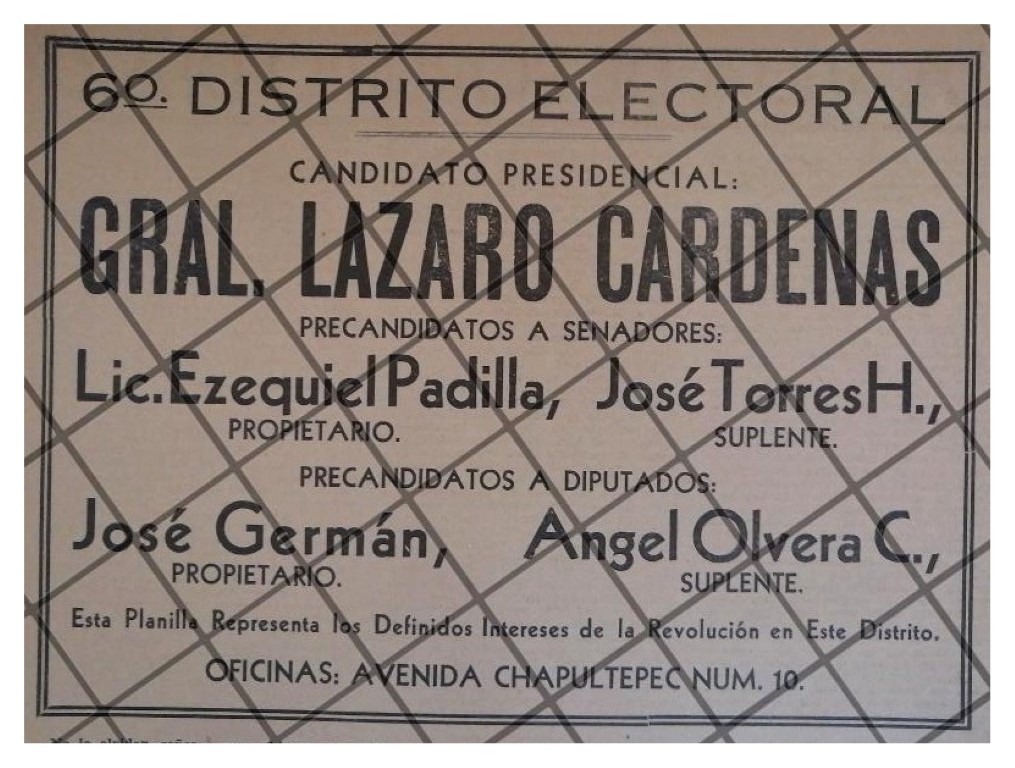 6º. DISTRITO ELECTORAL
CANDIDATO PRESIDENCIAL:
GRAL. LAZARO CARDENAS
PRECANDIDATOS A SENADORES:
Lic. Ezequiel Padilla, José Torres H.,
PROPIETARIO. SUPLENTE.
PRECANDIDATOS A DIPUTADOS:
José Germán, Angel Olvera C.,
PROPIETARIO. SUPLENTE.
Esta Planilla Representa los Definidos Intereses de la Revolución en Este Distrito.
OFICINAS: AVENIDA CHAPULTEPEC NUM. 10.